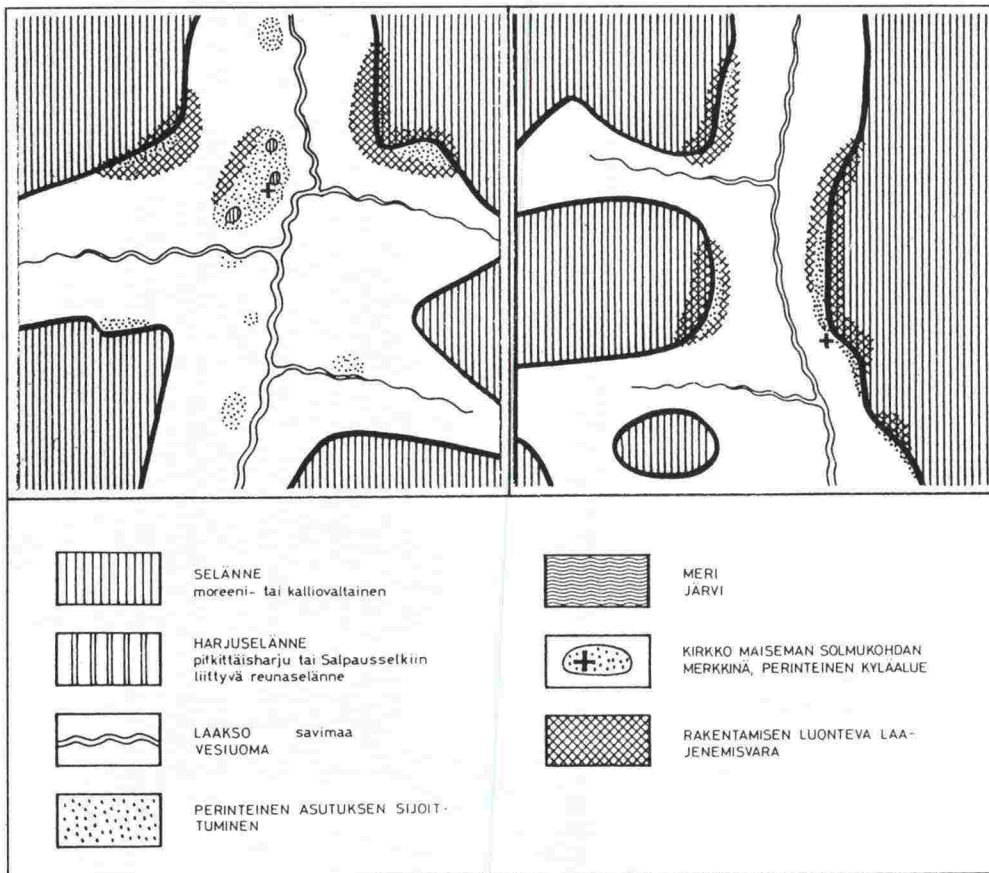 SELÄNNE
moreeni- tai kalliovaltainen
HARJUSELÄNNE
pitkittäisharju tai Salpausselkiin
liittyvä reunaselänne
LAAKSO savimaa
VESIUOMA
PERINTEINEN ASUTUKSEN SIJOIT-
TUMINEN
MERI
JÄRVI
KIRKKO MAISEMAN SOLMUKOHDAN
MERKKINÄ, PERINTEINEN KYLÄALUE
RAKENTAMISEN LUONTEVA LAA-
JENEMISVARA